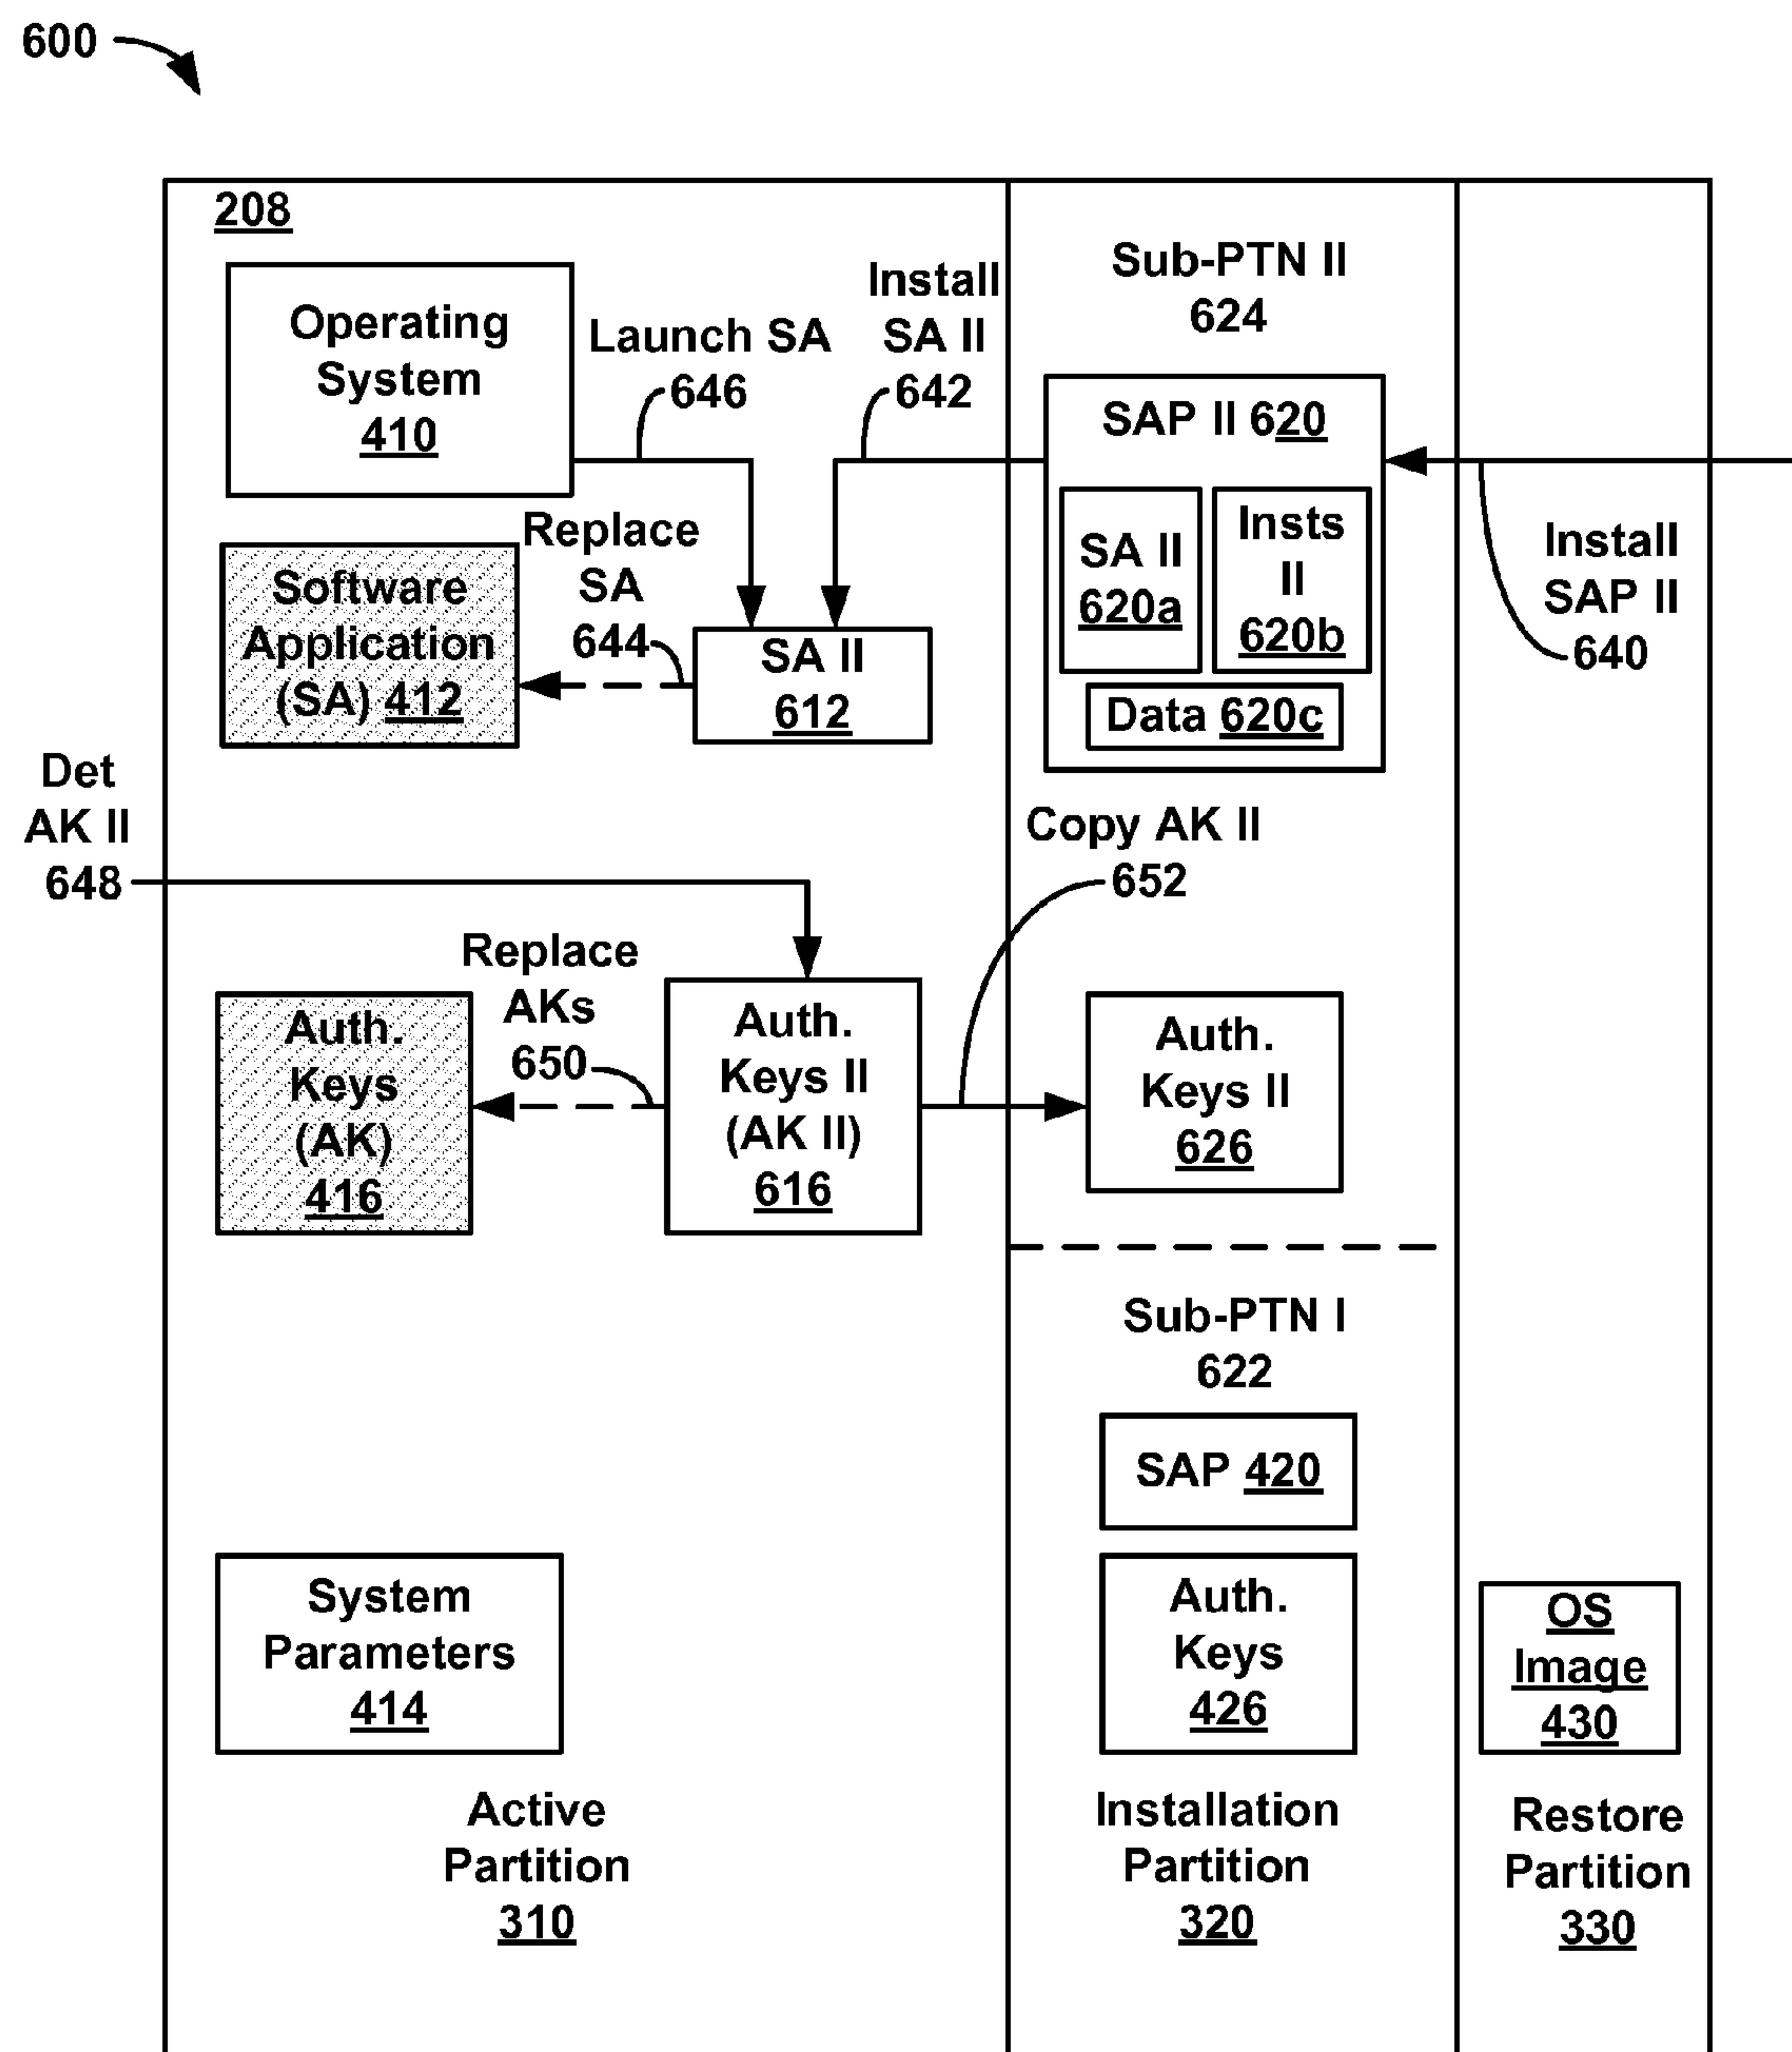 600
208
Operating
System
410
Launch SA
646
Install
SA II
642
Sub-PTN II
624
SAP II 620
SA II
620a
Insts
II
620b
Data 620c
Install
SAP II
640
Software
Application
(SA) 412
Replace
SA
644
SA II
612
Det
AK II
648
Copy AK II
652
Auth.
Keys
(AK)
416
Replace
AKs
650
Auth.
Keys II
(AK II)
616
Auth.
Keys II
626
Sub-PTN I
622
SAP 420
System
Parameters
414
Auth.
Keys
426
OS
Image
430
Active
Partition
310
Installation
Partition
320
Restore
Partition
330